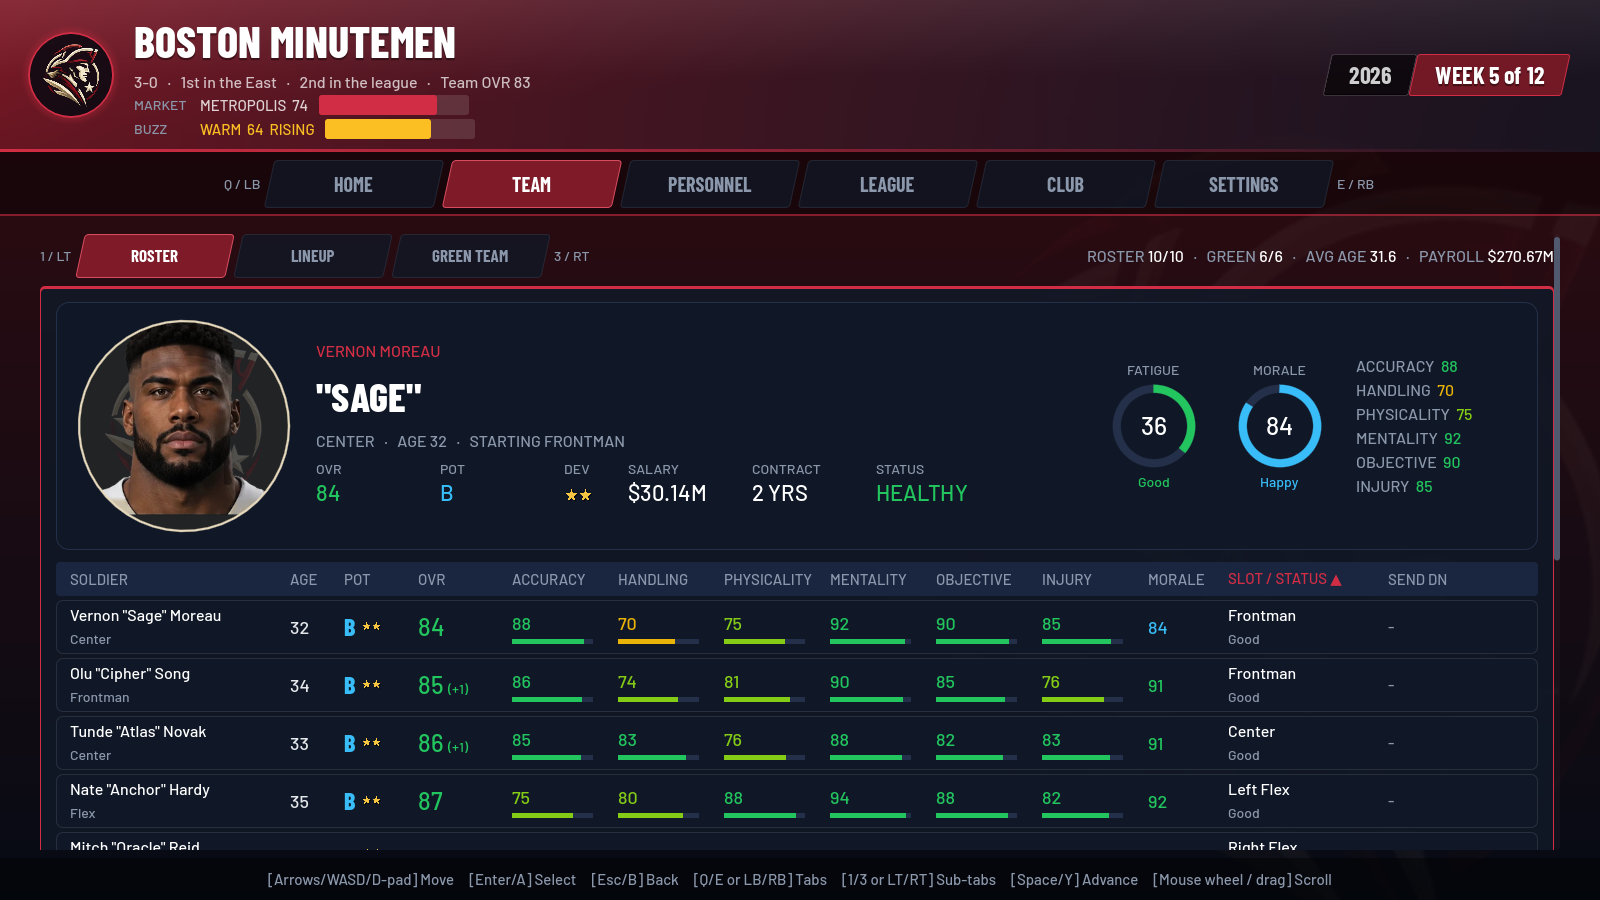 BOSTON MINUTEMEN
3-0 · 1st in the East · 2nd in the league · Team OVR 83
MARKET METROPOLIS 74
BUZZ WARM 64 RISING
2026 WEEK 5 of 12
Q / LB HOME TEAM PERSONNEL LEAGUE CLUB SETTINGS E / RB
1 / LT ROSTER LINEUP GREEN TEAM 3 / RT
ROSTER 10/10 · GREEN 6/6 · AVG AGE 31.6 · PAYROLL $270.67M
VERNON MOREAU
"SAGE"
CENTER · AGE 32 · STARTING FRONTMAN
OVR POT DEV SALARY CONTRACT STATUS
84 B ★★ $30.14M 2 YRS HEALTHY
FATIGUE MORALE
36 84
Good Happy
ACCURACY 88
HANDLING 70
PHYSICALITY 75
MENTALITY 92
OBJECTIVE 90
INJURY 85
SOLDIER AGE POT OVR ACCURACY HANDLING PHYSICALITY MENTALITY OBJECTIVE INJURY MORALE SLOT / STATUS ▲ SEND DN
Vernon "Sage" Moreau 32 B ★★ 84 88 70 75 92 90 85 84 Frontman -
Center Good
Olu "Cipher" Song 34 B ★★ 85 (+1) 86 74 81 90 85 76 91 Frontman -
Frontman Good
Tunde "Atlas" Novak 33 B ★★ 86 (+1) 85 83 76 88 82 83 91 Center -
Center Good
Nate "Anchor" Hardy 35 B ★★ 87 75 80 88 94 88 82 92 Left Flex -
Flex Good
Mitch "Oracle" Reid Right Flex
[Arrows/WASD/D-pad] Move [Enter/A] Select [Esc/B] Back [Q/E or LB/RB] Tabs [1/3 or LT/RT] Sub-tabs [Space/Y] Advance [Mouse wheel / drag] Scroll